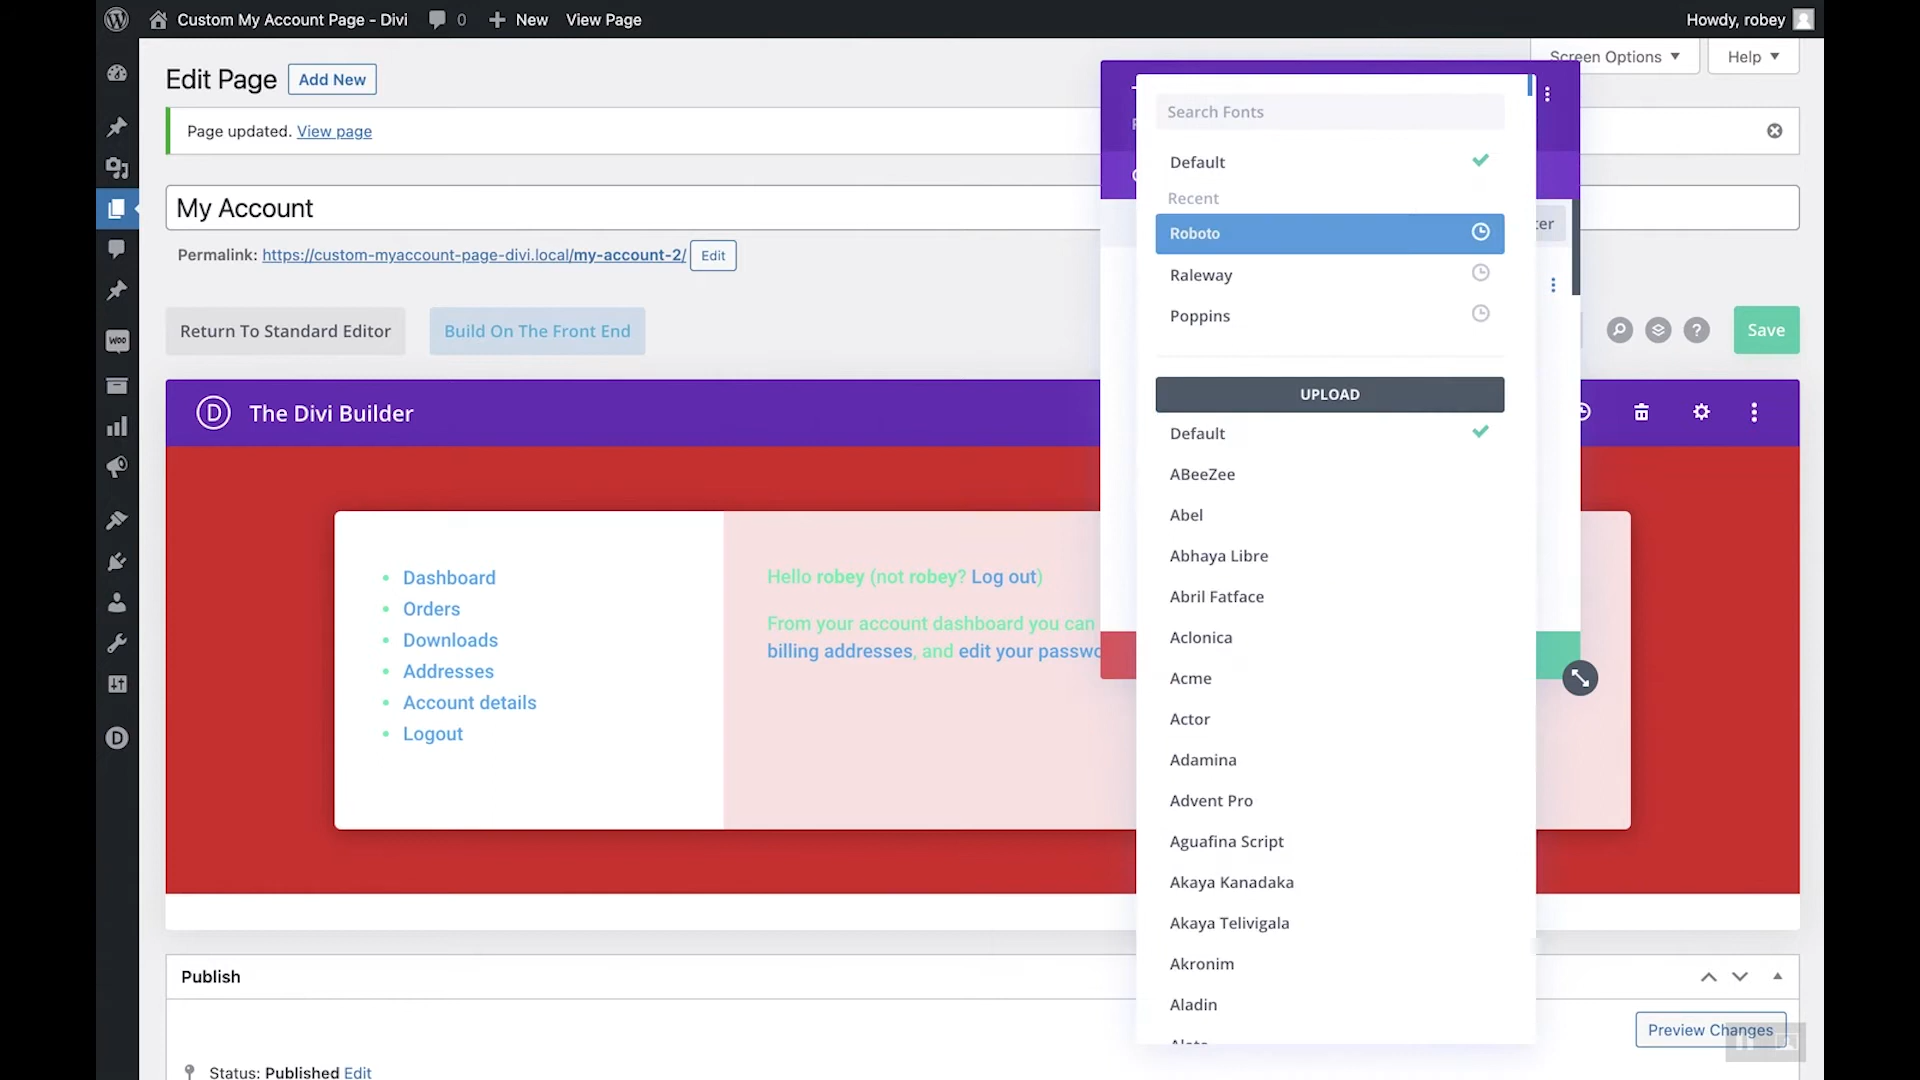 Custom My Account Page - Divi
0
New
View Page
Howdy, robey
Screen Options
Help
Edit Page
Add New
Page updated. View page
My Account
Permalink: https://custom-myaccount-page-divi.local/my-account-2/
Edit
Return To Standard Editor
Build On The Front End
Save
WOO
D
The Divi Builder
D
Dashboard
Orders
Downloads
Addresses
Account details
Logout
Hello robey (not robey? Log out)
From your account dashboard you can
billing addresses, and edit your passwo
Search Fonts
Default
Recent
Roboto
Raleway
Poppins
UPLOAD
Default
ABeeZee
Abel
Abhaya Libre
Abril Fatface
Aclonica
Acme
Actor
Adamina
Advent Pro
Aguafina Script
Akaya Kanadaka
Akaya Telivigala
Akronim
Aladin
Publish
Preview Changes
Status: Published Edit